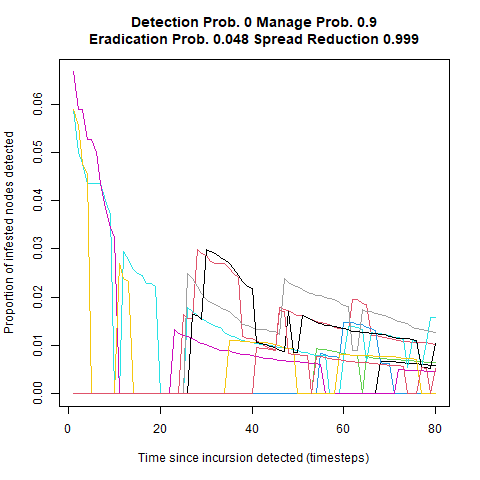 Detection Prob. 0 Manage Prob. 0.9
Eradication Prob. 0.048 Spread Reduction 0.999
Proportion of infested nodes detected
0.06
0.05
0.04
0.03
0.02
0.01
0.00
0 20 40 60 80
Time since incursion detected (timesteps)